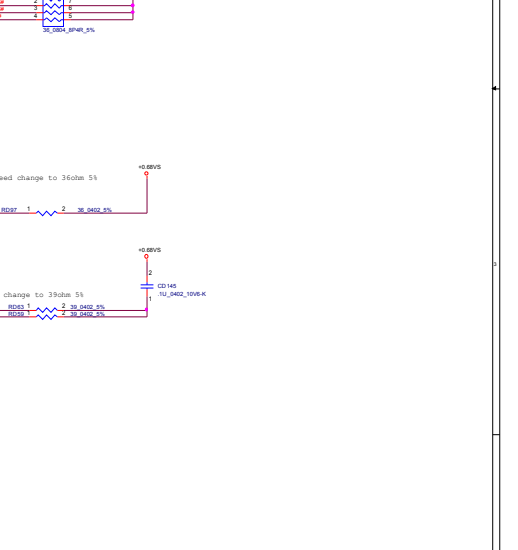 2
7
3
6
4
5
36_0804_8P4R_5%
+0.68VS
eed change to 36ohm 5%
RD97 1 2 36_0402_5%
+0.68VS
2
CD145
.1U_0402_10V6-K
1
change to 39ohm 5%
RD63 1 2 39_0402_5%
RD59 1 2 39_0402_5%
3